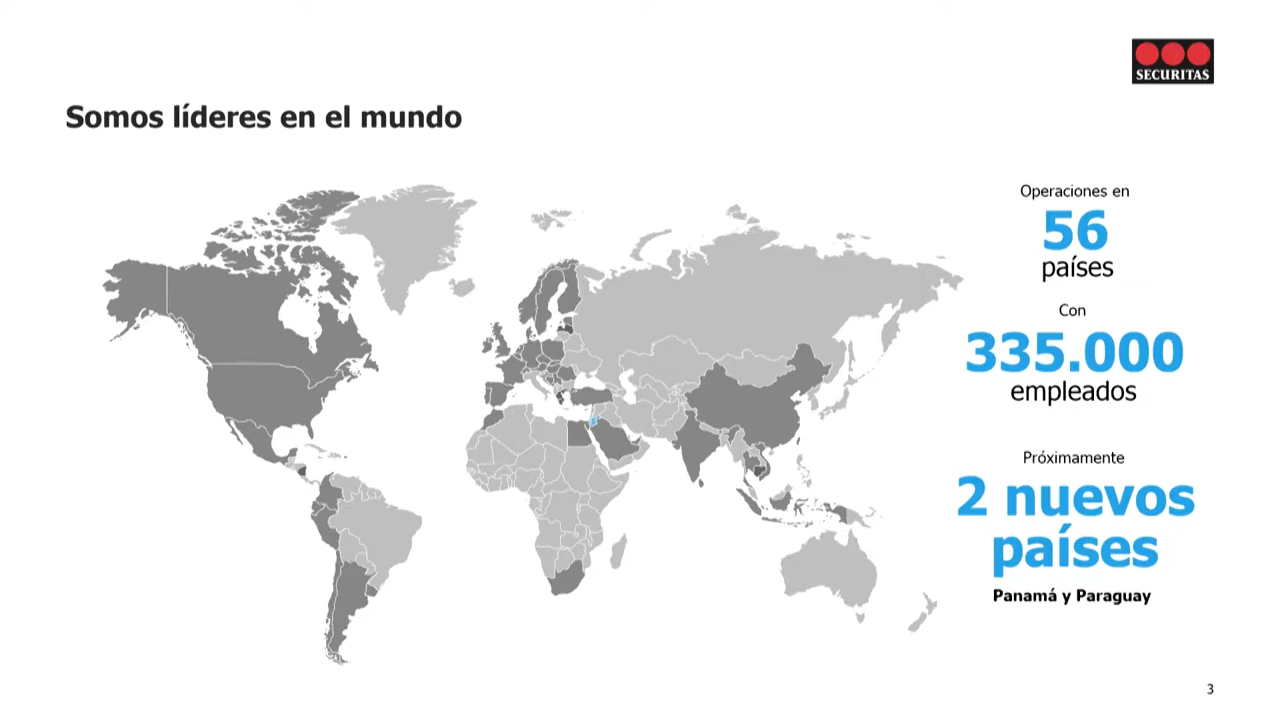 SECURITAS
Somos líderes en el mundo
Operaciones en
56
países
Con
335.000
empleados
Próximamente
2 nuevos
países
Panamá y Paraguay
3